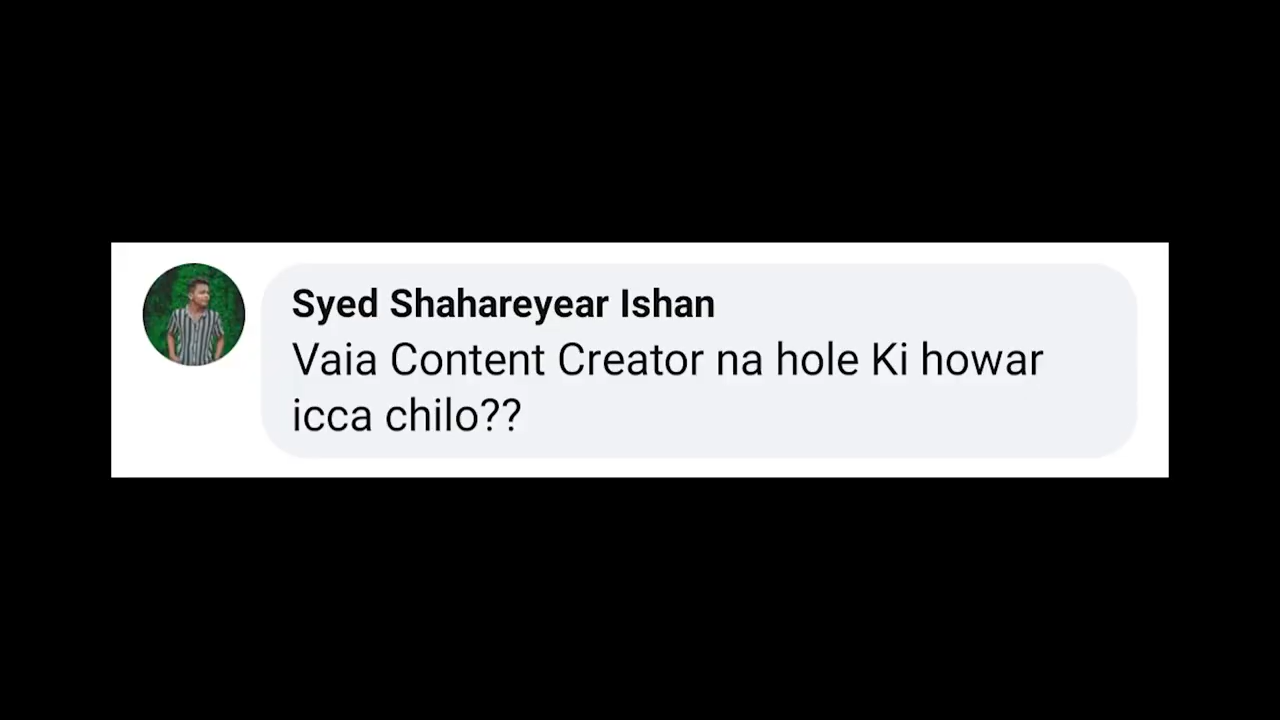 Syed Shahareyear Ishan
Vaia Content Creator na hole Ki howar
icca chilo??